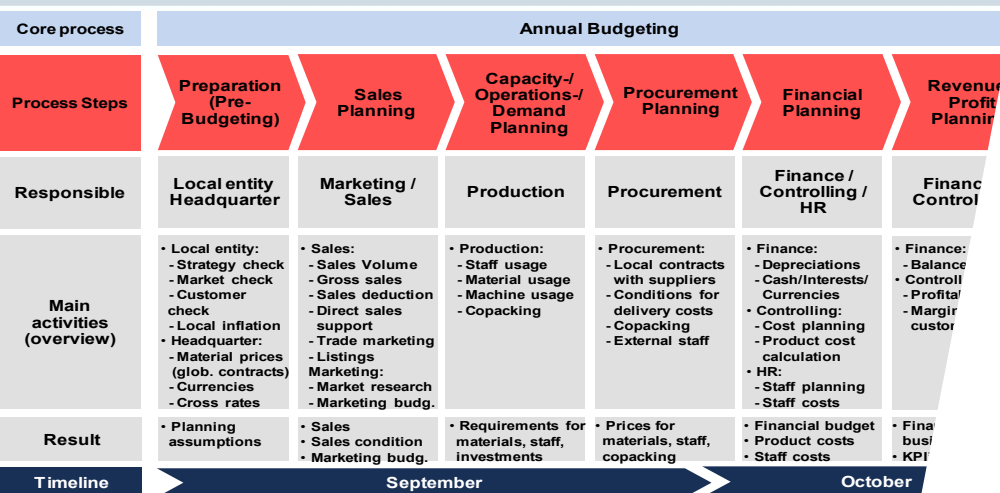 Core process
Annual Budgeting
Process Steps
Preparation
(Pre-
Budgeting)
Sales
Planning
Capacity-/
Operations-/
Demand
Planning
Procurement
Planning
Financial
Planning
Revenue
Profit
Responsible
Local entity
Headquarter
Marketing /
Sales
Production
Procurement
Finance /
Controlling /
HR
Main
activities
(overview)
• Local entity:
- Strategy check
- Market check
- Customer
check
- Local inflation
• Headquarter:
- Material prices
(glob. contracts)
- Currencies
- Cross rates
• Sales:
- Sales Volume
- Gross sales
- Sales deduction
- Direct sales
support
- Trade marketing
- Listings
Marketing:
- Market research
- Marketing budg.
• Production:
- Staff usage
- Material usage
- Machine usage
- Copacking
• Procurement:
- Local contracts
with suppliers
- Conditions for
delivery costs
- Copacking
- External staff
• Finance:
- Depreciations
- Cash/Interests/
Currencies
• Controlling:
- Cost planning
- Product cost
calculation
• HR:
- Staff planning
- Staff costs
• Finance:
- Balance
Result
• Planning
assumptions
• Sales
• Sales condition
• Marketing budg.
• Requirements for
materials, staff,
investments
• Prices for
materials, staff,
copacking
• Financial budget
• Product costs
• Staff costs
Timeline
September
October